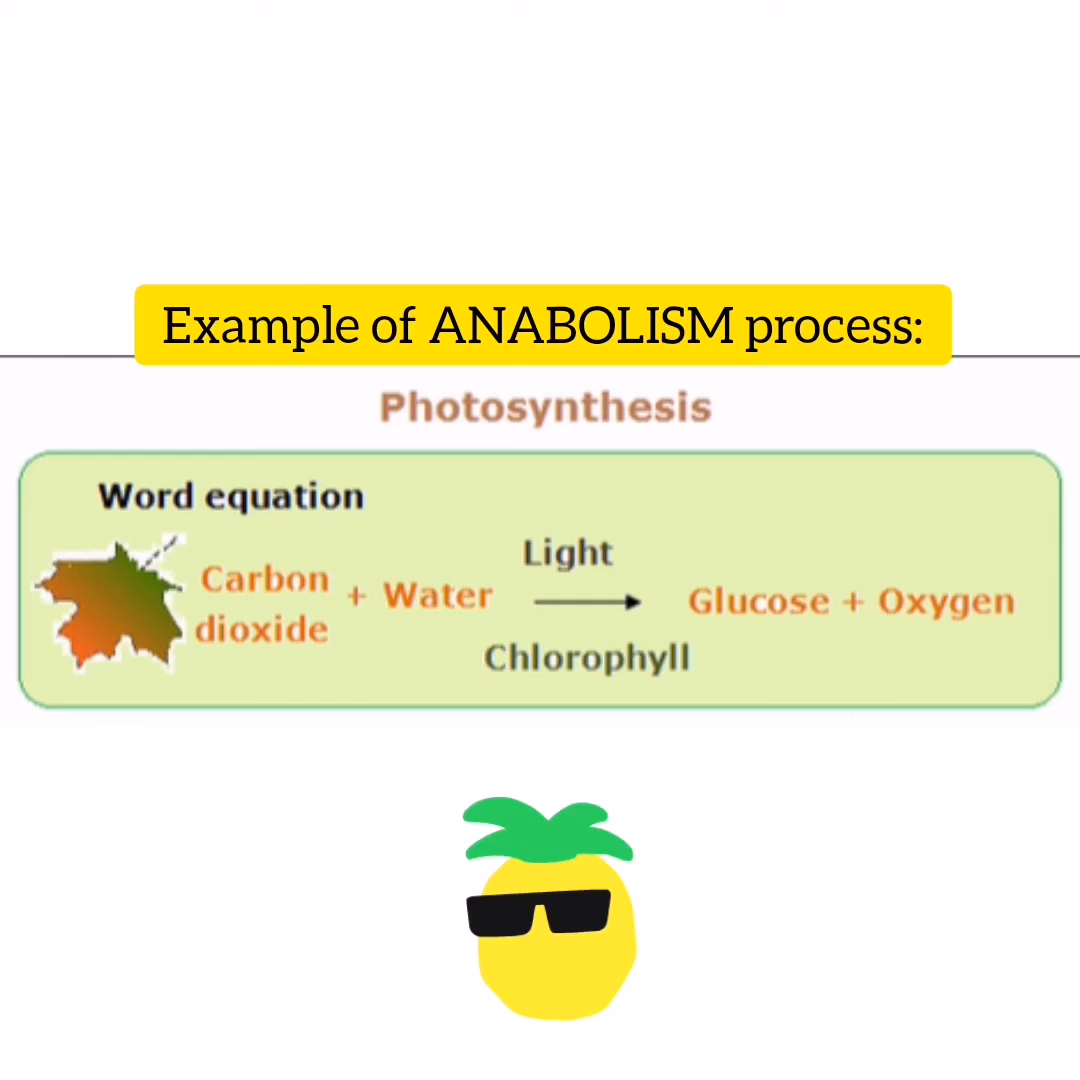 Example of ANABOLISM process:
Photosynthesis
Word equation
Light
Carbon dioxide + Water → Glucose + Oxygen
Chlorophyll